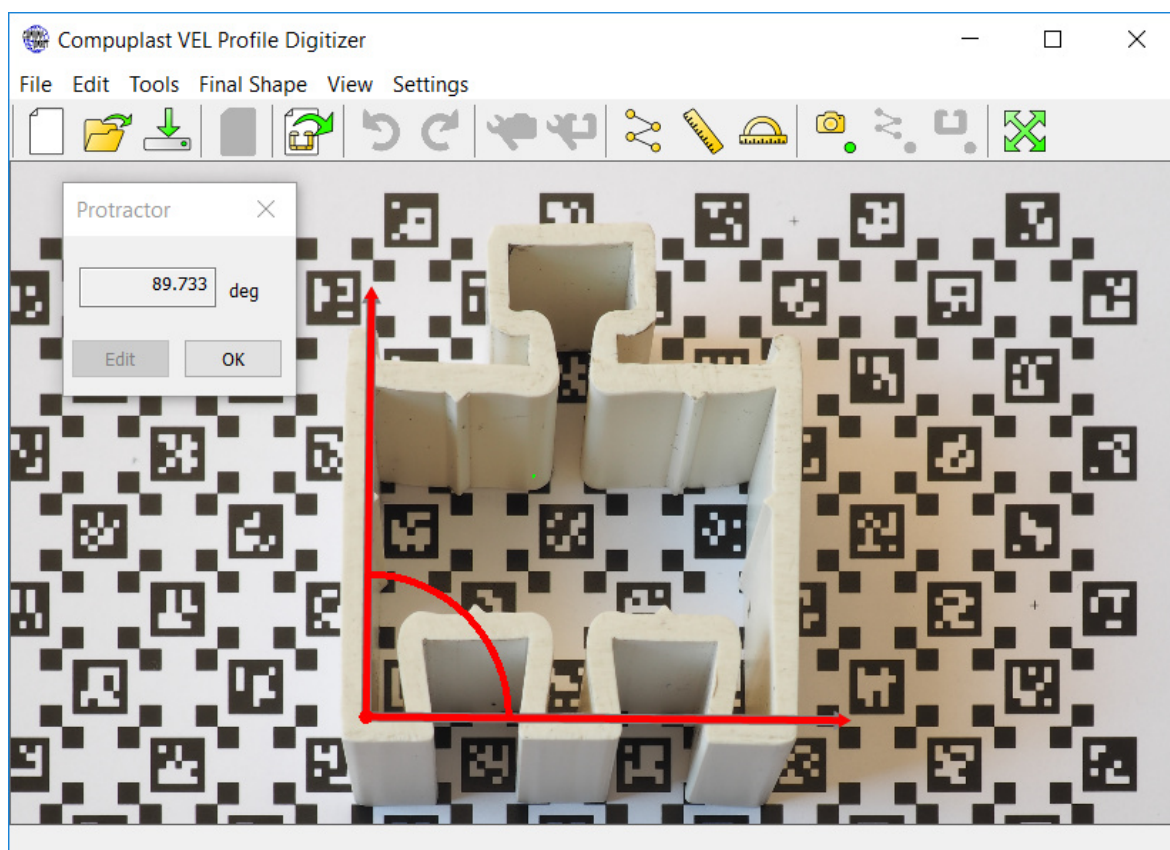 Compuplast VEL Profile Digitizer
File Edit Tools Final Shape View Settings
Protractor
89.733 deg
Edit OK